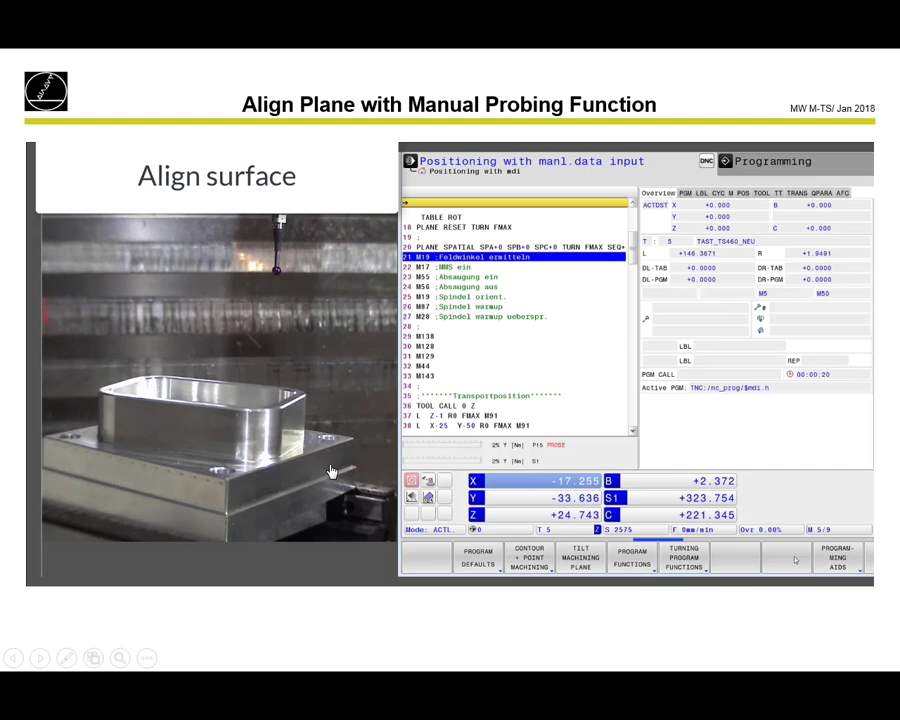 Align Plane with Manual Probing Function
MW M-TS/ Jan 2018
Align surface
Positioning with manl.data input
Positioning with mdi
DNC
Programming
TABLE ROT
18 PLANE RESET TURN FMAX
19 ;
20 PLANE SPATIAL SPA+0 SPB+0 SPC+0 TURN FMAX SEQ+
21 M19 ;Feldwinkel ermitteln
22 M17 ;MMS ein
23 M55 ;Absaugung ein
24 M56 ;Absaugung aus
25 M19 ;Spindel orient.
26 M87 ;Spindel warmup
27 M28 ;Spindel warmup ueberspr.
28 ;
29 M138
30 M128
31 M129
32 M44
33 M143
34 ;
35 ;*******Transportposition*******
36 TOOL CALL 0 Z
37 L Z-1 R0 FMAX M91
38 L X-25 Y-50 R0 FMAX M91
Overview PGM LBL CYC M POS TOOL TT TRANS QPARA AFC
ACTDST X +0.000 B +0.000
Y +0.000
Z +0.000 C +0.000
T : 5 TAST_TS460_NEU
L +146.3671 R +1.9491
DL-TAB +0.0000 DR-TAB +0.0000
DL-PGM +0.0000 DR-PGM +0.0000
M5 M50
LBL
LBL REP
PGM CALL 00:00:20
Active PGM: TNC:/nc_prog/$mdi.h
2% Y [Nm] P15 PROBE
2% Y [Nm] S1
X -17.255 B +2.372
Y -33.636 S1 +323.754
Z +24.743 C +221.345
Mode: ACTL. 0 T 5 Z S 2575 F 0mm/min Ovr 0.00% M 5/9
PROGRAM DEFAULTS
CONTOUR + POINT MACHINING
TILT MACHINING PLANE
PROGRAM FUNCTIONS
TURNING PROGRAM FUNCTIONS
PROGRAM- MING AIDS